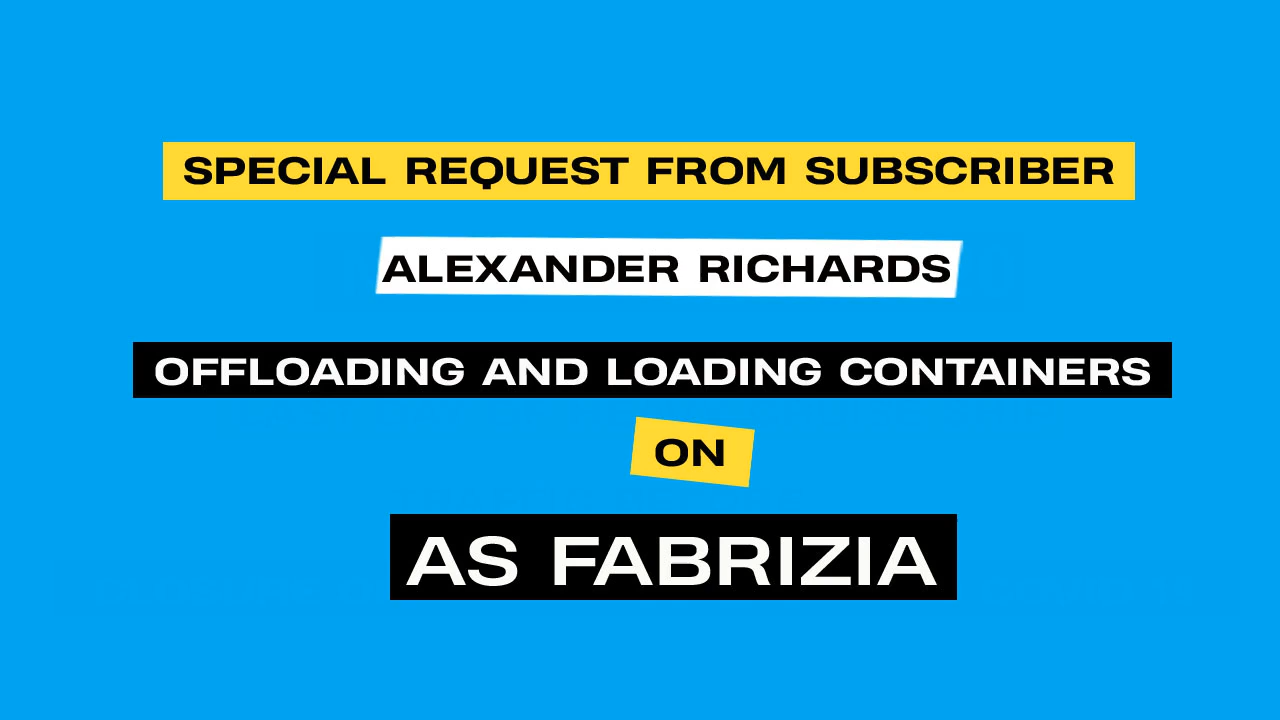 SPECIAL REQUEST FROM SUBSCRIBER
ALEXANDER RICHARDS
OFFLOADING AND LOADING CONTAINERS
ON
AS FABRIZIA